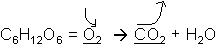 C₆H₁₂O₆ = O₂ → CO₂ + H₂O